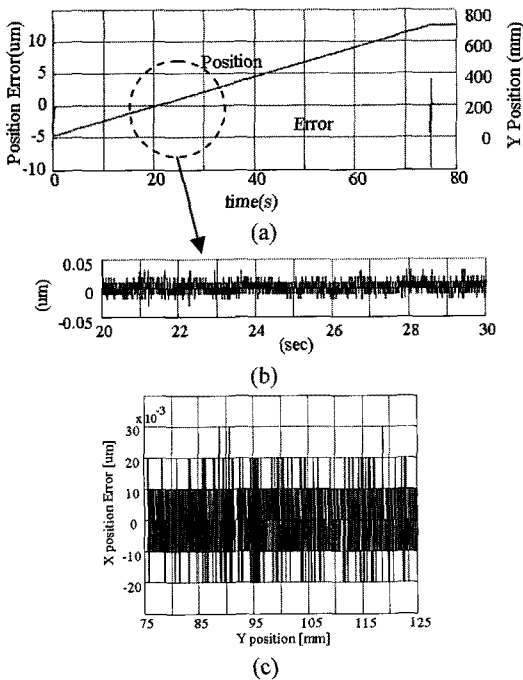 Position Error(um)
10
5
0
-5
-10
Position
Error
800
600
400
200
0
Y Position (mm)
0
20
40
60
80
time(s)
(a)
(um)
0.05
0
-0.05
20
22
24
26
28
30
(sec)
(b)
x 10-3
X position Error [um]
30
20
10
0
-10
-20
75
85
95
105
115
125
Y position [mm]
(c)